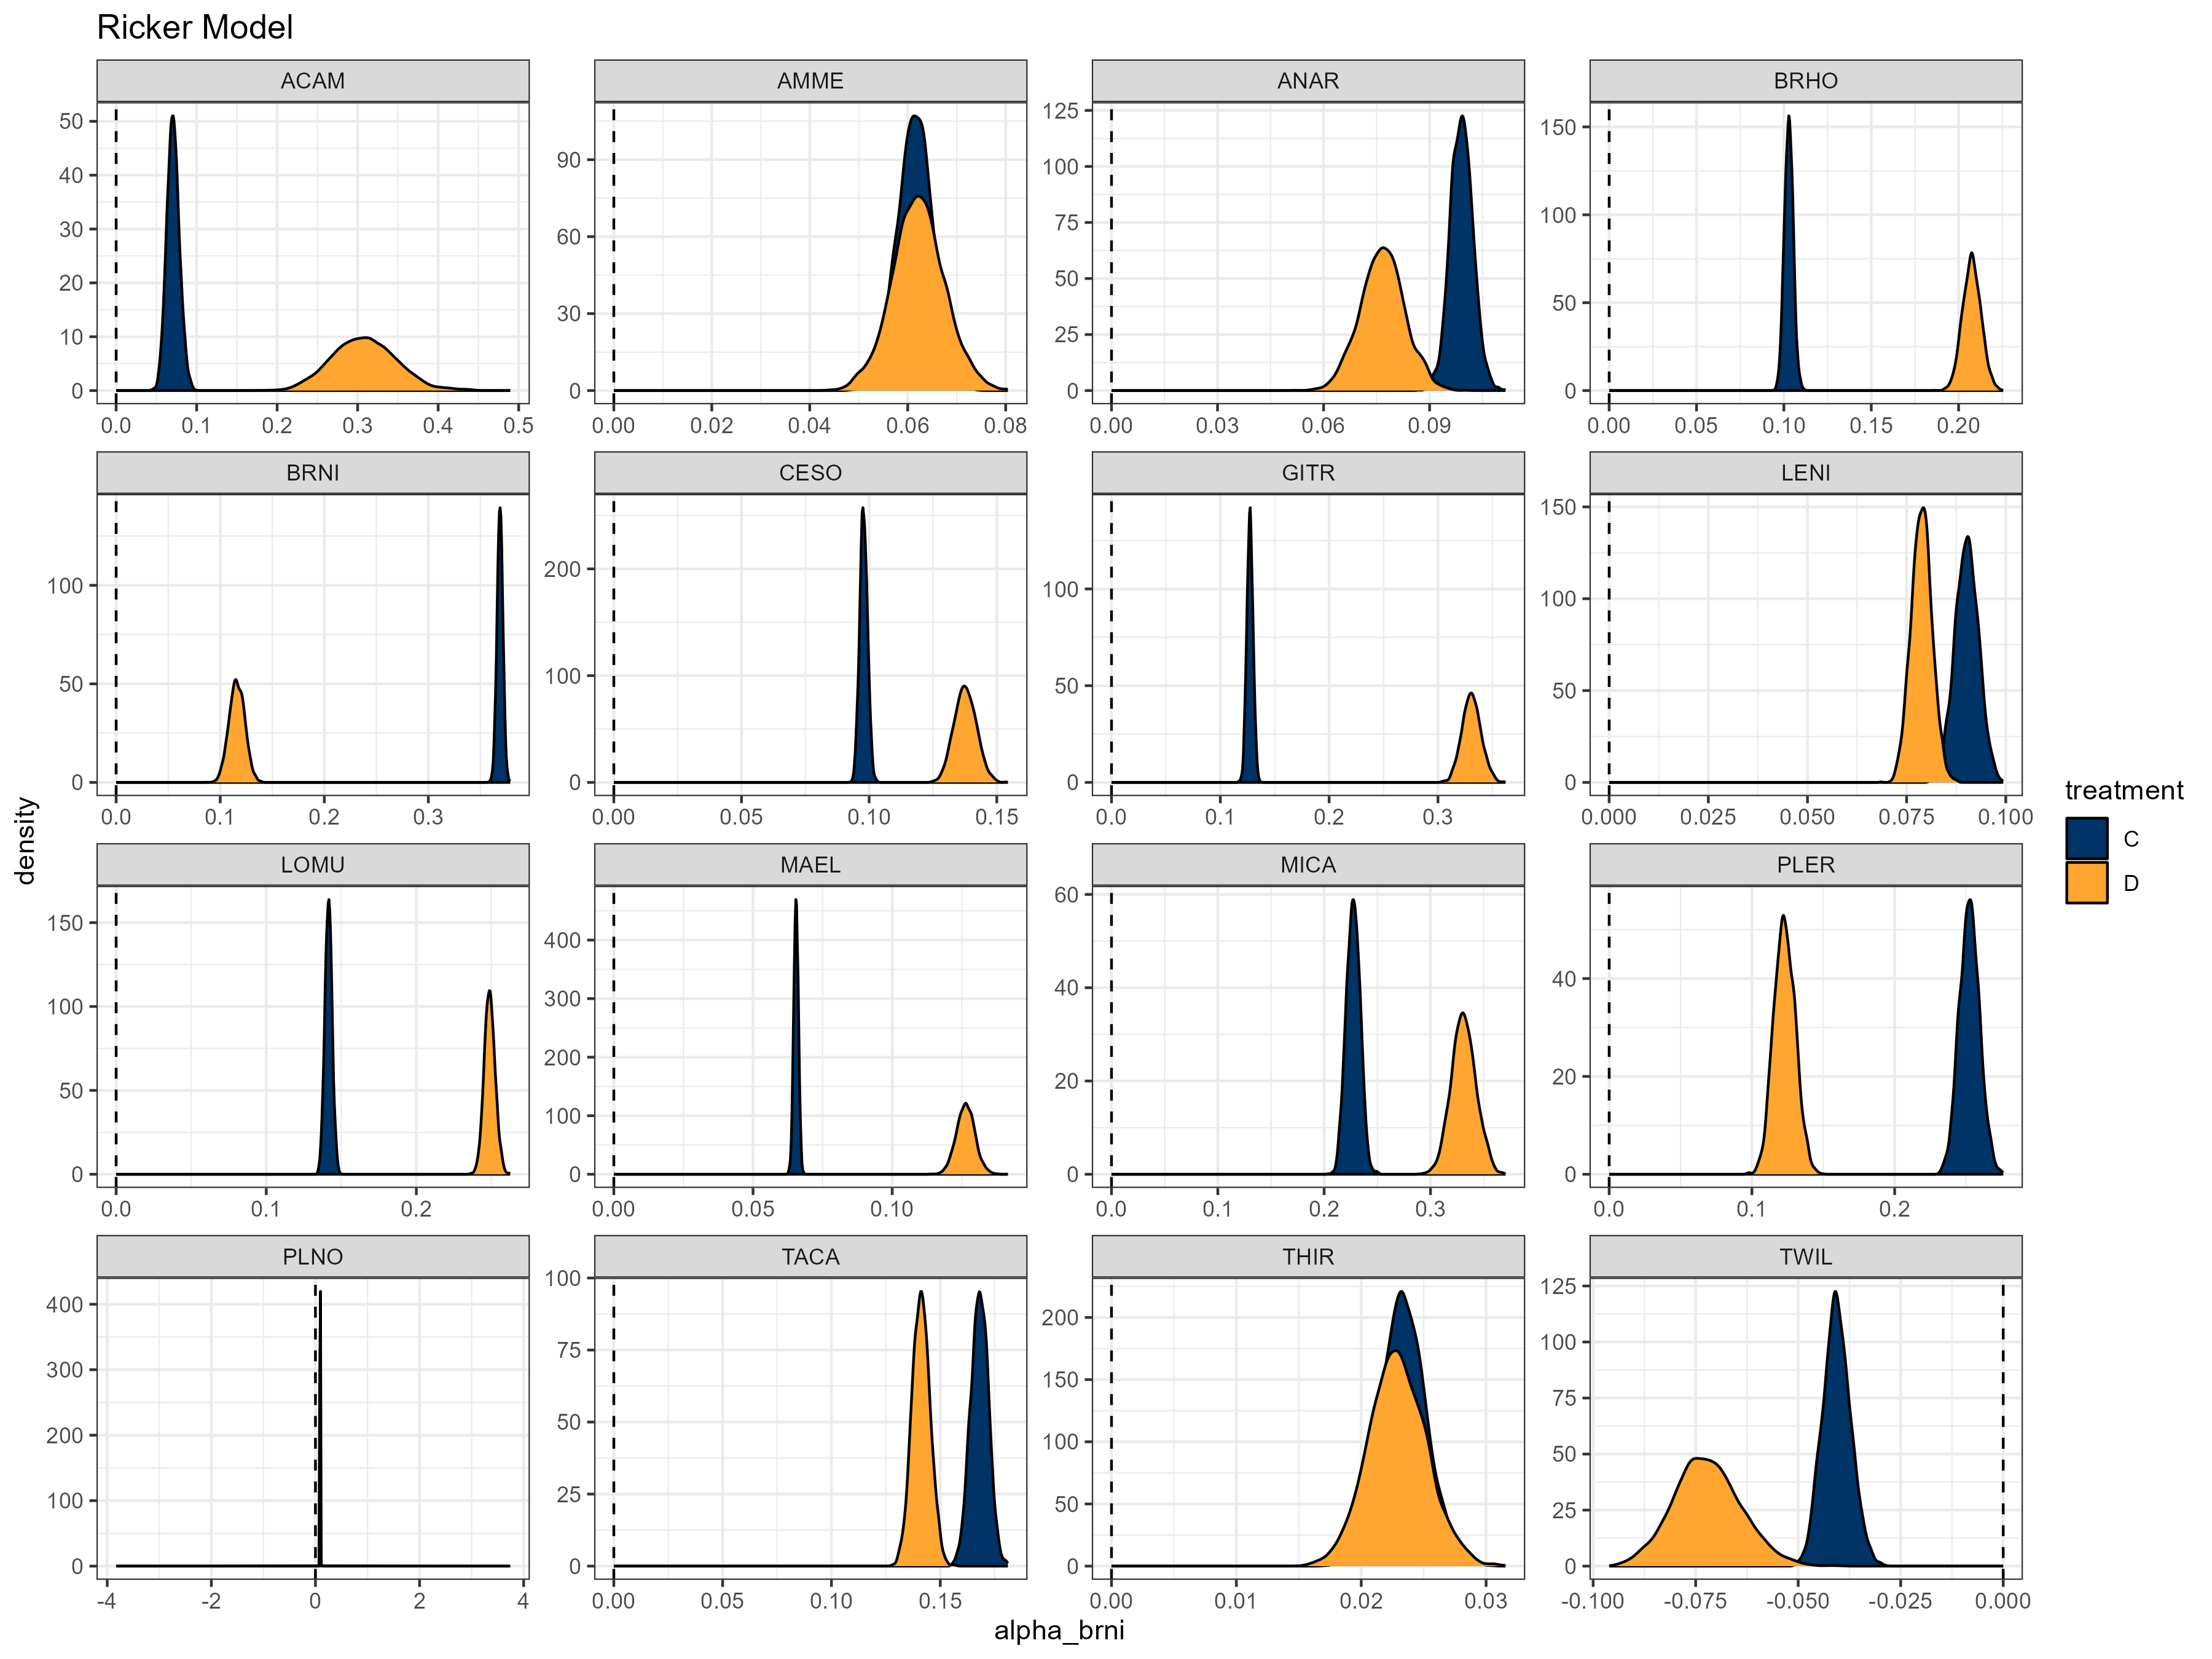 Ricker Model
ACAM AMME ANAR BRHO
50 40 30 20 10 0
90 60 30 0
125 100 75 50 25 0
150 100 50 0
0.0 0.1 0.2 0.3 0.4 0.5
0.00 0.02 0.04 0.06 0.08
0.00 0.03 0.06 0.09
0.00 0.05 0.10 0.15 0.20
BRNI CESO GITR LENI
100 50 0
200 100 0
100 50 0
150 100 50 0
0.0 0.1 0.2 0.3
0.00 0.05 0.10 0.15
0.0 0.1 0.2 0.3
0.000 0.025 0.050 0.075 0.100
LOMU MAEL MICA PLER
150 100 50 0
400 300 200 100 0
60 40 20 0
40 20 0
0.0 0.1 0.2
0.00 0.05 0.10
0.0 0.1 0.2 0.3
0.0 0.1 0.2
PLNO TACA THIR TWIL
400 300 200 100 0
100 75 50 25 0
200 150 100 50 0
125 100 75 50 25 0
-4 -2 0 2 4
0.00 0.05 0.10 0.15
0.00 0.01 0.02 0.03
-0.100 -0.075 -0.050 -0.025 0.000
density
alpha_brni
treatment
C
D